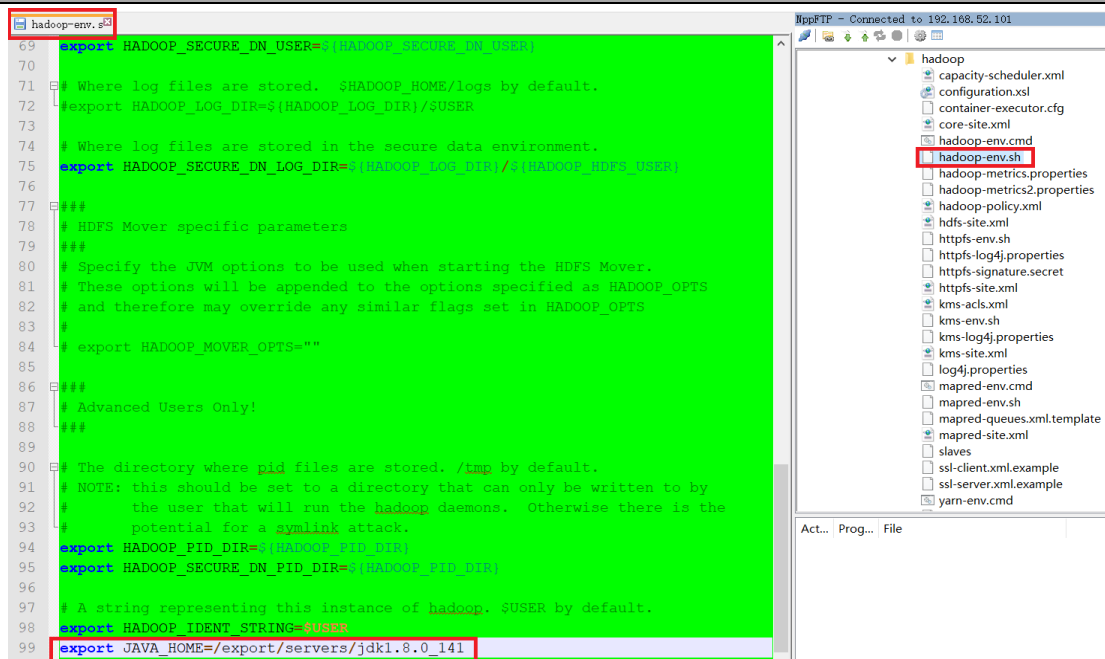 hadoop-env.s
69 export HADOOP_SECURE_DN_USER=${HADOOP_SECURE_DN_USER}
70
71 # Where log files are stored.  $HADOOP_HOME/logs by default.
72 #export HADOOP_LOG_DIR=${HADOOP_LOG_DIR}/$USER
73
74 # Where log files are stored in the secure data environment.
75 export HADOOP_SECURE_DN_LOG_DIR=${HADOOP_LOG_DIR}/${HADOOP_HDFS_USER}
76
77 ###
78 # HDFS Mover specific parameters
79 ###
80 # Specify the JVM options to be used when starting the HDFS Mover.
81 # These options will be appended to the options specified as HADOOP_OPTS
82 # and therefore may override any similar flags set in HADOOP_OPTS
83 #
84 # export HADOOP_MOVER_OPTS=""
85
86 ###
87 # Advanced Users Only!
88 ###
89
90 # The directory where pid files are stored. /tmp by default.
91 # NOTE: this should be set to a directory that can only be written to by
92 #       the user that will run the hadoop daemons.  Otherwise there is the
93 #       potential for a symlink attack.
94 export HADOOP_PID_DIR=${HADOOP_PID_DIR}
95 export HADOOP_SECURE_DN_PID_DIR=${HADOOP_PID_DIR}
96
97 # A string representing this instance of hadoop. $USER by default.
98 export HADOOP_IDENT_STRING=$USER
99 export JAVA_HOME=/export/servers/jdk1.8.0_141
NppFTP - Connected to 192.168.52.101
hadoop
capacity-scheduler.xml
configuration.xsl
container-executor.cfg
core-site.xml
hadoop-env.cmd
hadoop-env.sh
hadoop-metrics.properties
hadoop-metrics2.properties
hadoop-policy.xml
hdfs-site.xml
httpfs-env.sh
httpfs-log4j.properties
httpfs-signature.secret
httpfs-site.xml
kms-acls.xml
kms-env.sh
kms-log4j.properties
kms-site.xml
log4j.properties
mapred-env.cmd
mapred-env.sh
mapred-queues.xml.template
mapred-site.xml
slaves
ssl-client.xml.example
ssl-server.xml.example
yarn-env.cmd
Act... Prog... File